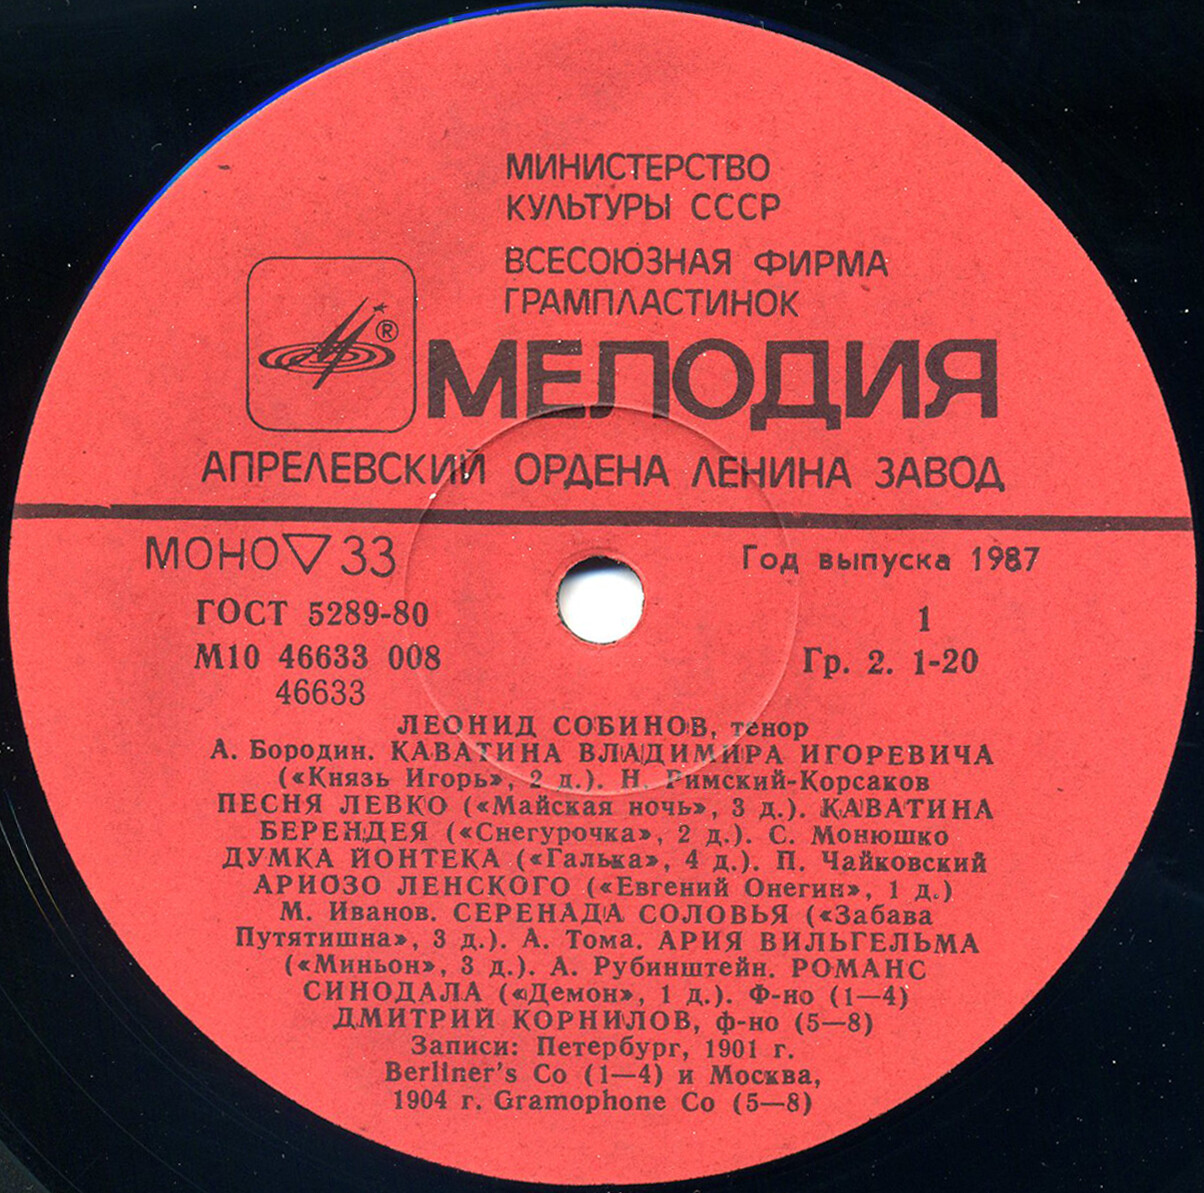 МИНИСТЕРСТВО
КУЛЬТУРЫ СССР
ВСЕСОЮЗНАЯ ФИРМА
ГРАМПЛАСТИНОК
®
МЕЛОДИЯ
АПРЕЛЕВСКИЙ ОРДЕНА ЛЕНИНА ЗАВОД
МОНО ▽ 33
Год выпуска 1987
ГОСТ 5289-80
1
М10 46633 008
Гр. 2. 1-20
46633
ЛЕОНИД СОБИНОВ, тенор
А. Бородин. КАВАТИНА ВЛАДИМИРА ИГОРЕВИЧА
(«Князь Игорь», 2 д.). Н. Римский-Корсаков
ПЕСНЯ ЛЕВКО («Майская ночь», 3 д.). КАВАТИНА
БЕРЕНДЕЯ («Снегурочка», 2 д.). С. Монюшко
ДУМКА ЙОНТЕКА («Галька», 4 д.). П. Чайковский
АРИОЗО ЛЕНСКОГО («Евгений Онегин», 1 д.)
М. Иванов. СЕРЕНАДА СОЛОВЬЯ («Забава
Путятишна», 3 д.). А. Тома. АРИЯ ВИЛЬГЕЛЬМА
(«Миньон», 3 д.). А. Рубинштейн. РОМАНС
СИНОДАЛА («Демон», 1 д.). Ф-но (1—4)
ДМИТРИЙ КОРНИЛОВ, ф-но (5—8)
Записи: Петербург, 1901 г.
Berliner's Co (1—4) и Москва,
1904 г. Gramophone Co (5—8)